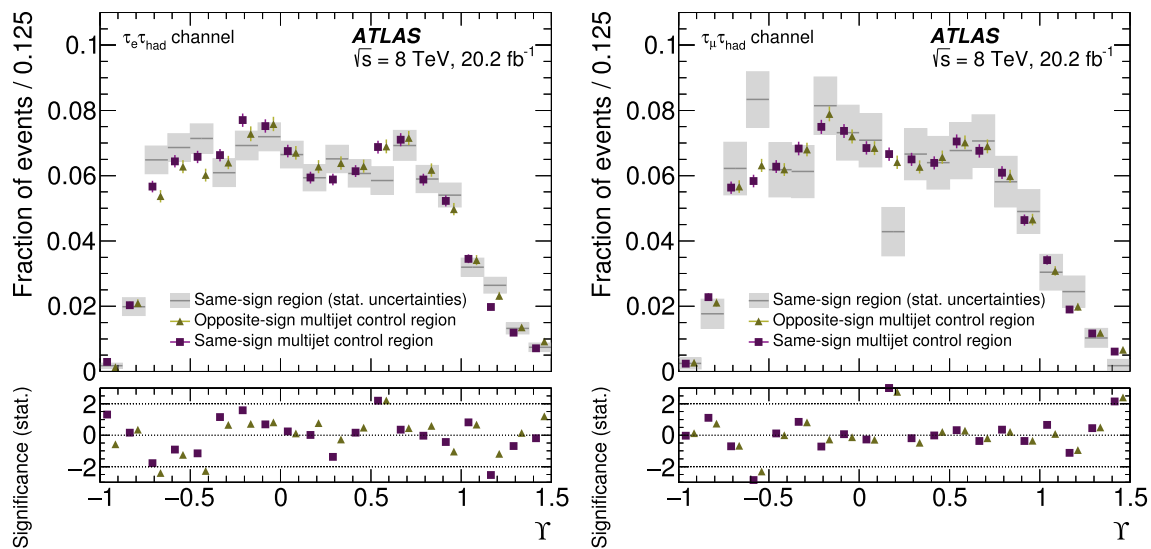 τeτhad channel
ATLAS
√s = 8 TeV, 20.2 fb⁻¹
Fraction of events / 0.125
0.1
0.08
0.06
0.04
0.02
0
Same-sign region (stat. uncertainties)
Opposite-sign multijet control region
Same-sign multijet control region
Significance (stat.)
2
0
−2
−1 −0.5 0 0.5 1 1.5
ϒ
τμτhad channel
ATLAS
√s = 8 TeV, 20.2 fb⁻¹
Fraction of events / 0.125
0.1
0.08
0.06
0.04
0.02
0
Same-sign region (stat. uncertainties)
Opposite-sign multijet control region
Same-sign multijet control region
Significance (stat.)
2
0
−2
−1 −0.5 0 0.5 1 1.5
ϒ